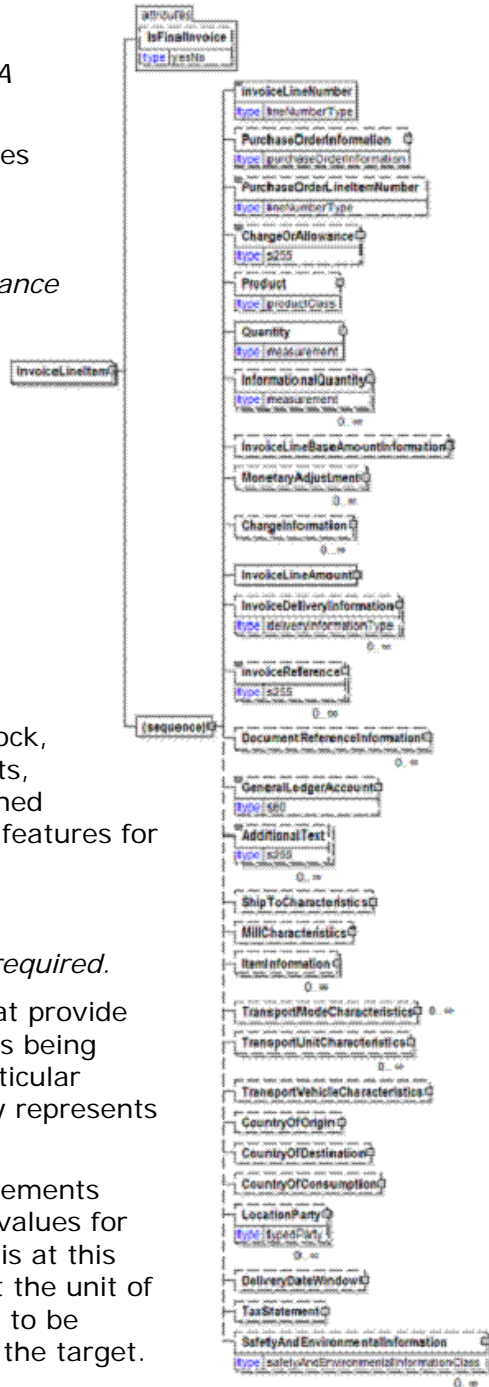 attributes
IsFinalInvoice
type yesNo
A
InvoiceLineNumber
type lineNumberType
PurchaseOrderInformation
type purchaseOrderInformation
es
PurchaseOrderLineItemNumber
type lineNumberType
ChargeOrAllowance
type s255
ance
Product
type productClass
Quantity
type measurement
InvoiceLineItem
InformationalQuantity
type measurement
0..∞
InvoiceLineBaseAmountInformation
MonetaryAdjustment
0..∞
ChargeInformation
0..∞
InvoiceLineAmount
InvoiceDeliveryInformation
type deliveryInformationType
0..∞
InvoiceReference
type s255
0..∞
(sequence)
ock,
DocumentReferenceInformation
0..∞
ts,
ned
GeneralLedgerAccount
type s60
features for
AdditionalText
type s255
0..∞
ShipToCharacteristics
MillCharacteristics
required.
ItemInformation
0..∞
at provide
TransportModeCharacteristics 0..∞
s being
TransportUnitCharacteristics
0..∞
ticular
TransportVehicleCharacteristics
y represents
CountryOfOrigin
CountryOfDestination
ements
CountryOfConsumption
values for
LocationParty
type typedParty
0..∞
is at this
t the unit of
DeliveryDateWindow
to be
TaxStatement
the target.
SafetyAndEnvironmentalInformation
type safetyAndEnvironmentalInformationClass
0..∞